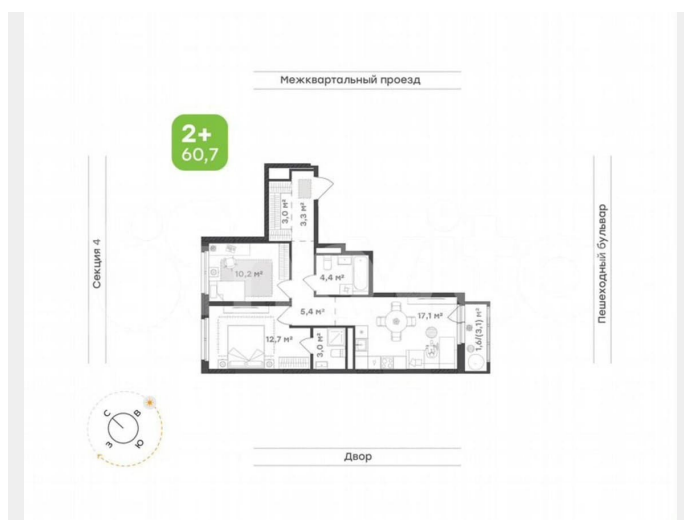 Межквартальный проезд
2+
60,7
Секция 4
Пешеходный бульвар
3,0 м²
3,3 м²
10,2 м²
4,4 м²
5,4 м²
17,1 м²
1,6/(3,1) м²
12,7 м²
3,0 м²
С
В
З
Ю
Двор